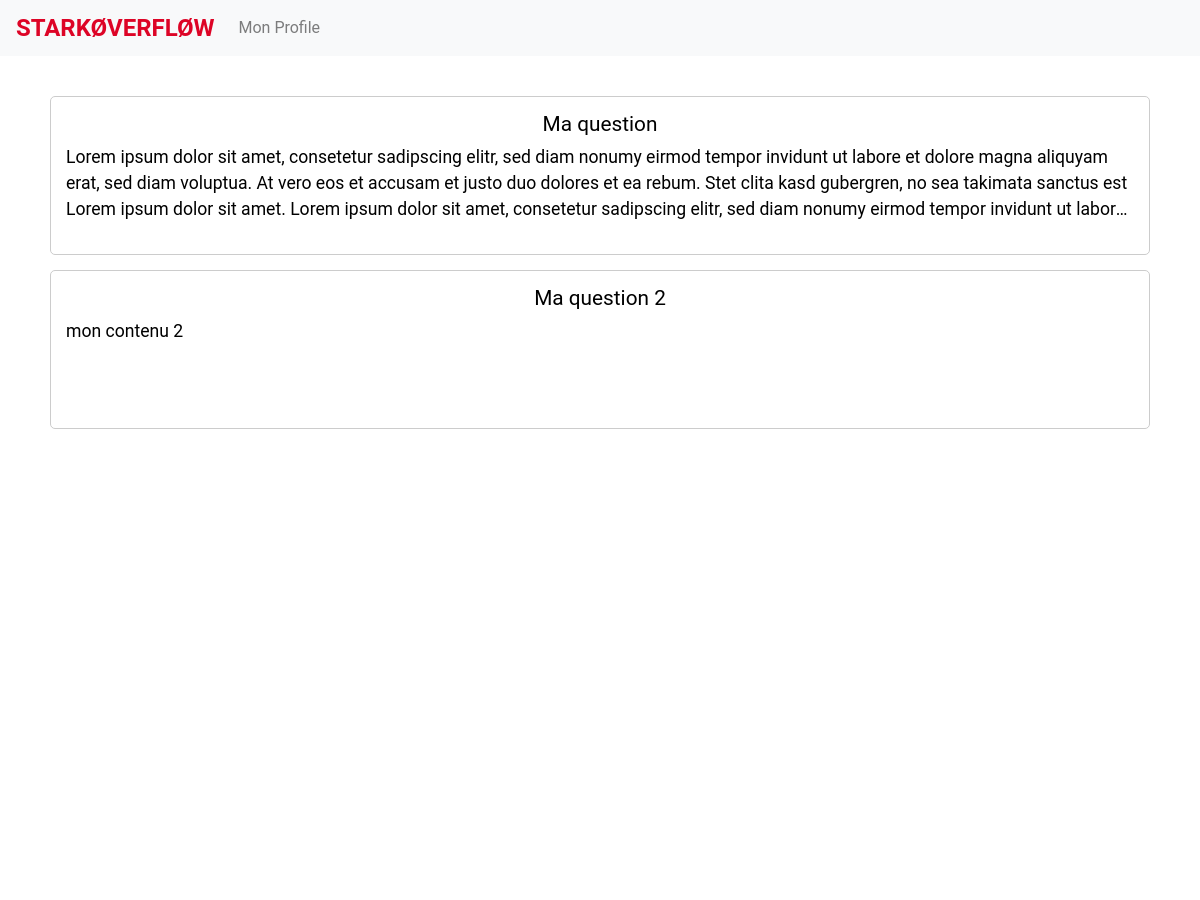 STARKØVERFLØW Mon Profile
Ma question
Lorem ipsum dolor sit amet, consetetur sadipscing elitr, sed diam nonumy eirmod tempor invidunt ut labore et dolore magna aliquyam
erat, sed diam voluptua. At vero eos et accusam et justo duo dolores et ea rebum. Stet clita kasd gubergren, no sea takimata sanctus est
Lorem ipsum dolor sit amet. Lorem ipsum dolor sit amet, consetetur sadipscing elitr, sed diam nonumy eirmod tempor invidunt ut labor…
Ma question 2
mon contenu 2